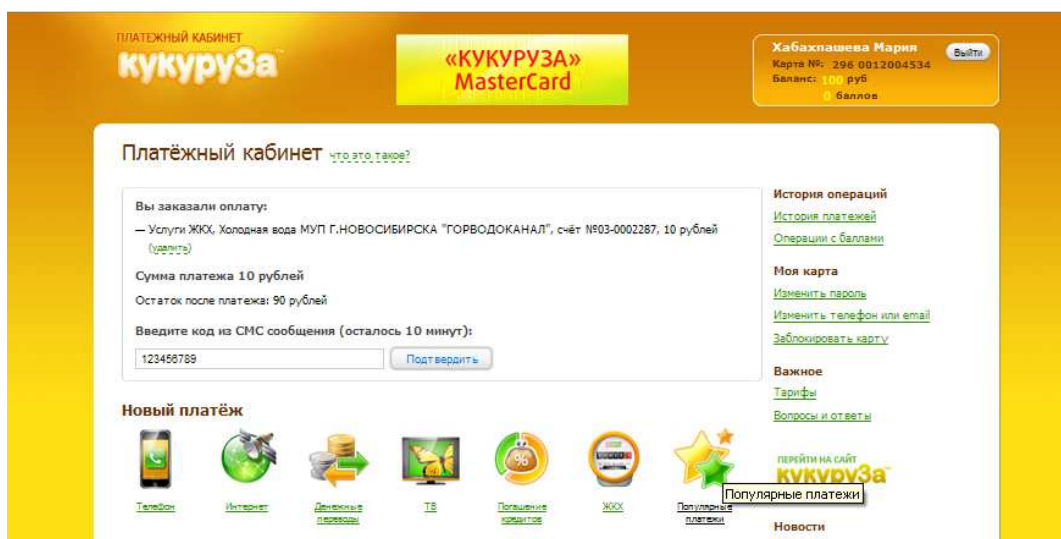 ПЛАТЕЖНЫЙ КАБИНЕТ
кукуруЗа
«КУКУРУЗА»
MasterCard
Хабахпашева Мария
Выйти
Карта №: 296 0012004534
Баланс: 100 руб
0 баллов
Платёжный кабинет что это такое?
Вы заказали оплату:
— Услуги ЖКХ, Холодная вода МУП Г.НОВОСИБИРСКА "ГОРВОДОКАНАЛ", счёт №03-0002287, 10 рублей
(удалить)
Сумма платежа 10 рублей
Остаток после платежа: 90 рублей
Введите код из СМС сообщения (осталось 10 минут):
123456789
Подтвердить
Новый платёж
Телефон
Интернет
Денежные
переводы
ТВ
Погашение
кредитов
ЖКХ
Популярные
платежи
Популярные платежи
История операций
История платежей
Операции с баллами
Моя карта
Изменить пароль
Изменить телефон или email
Заблокировать карту
Важное
Тарифы
Вопросы и ответы
ПЕРЕЙТИ НА САЙТ
кукуруЗа
Новости